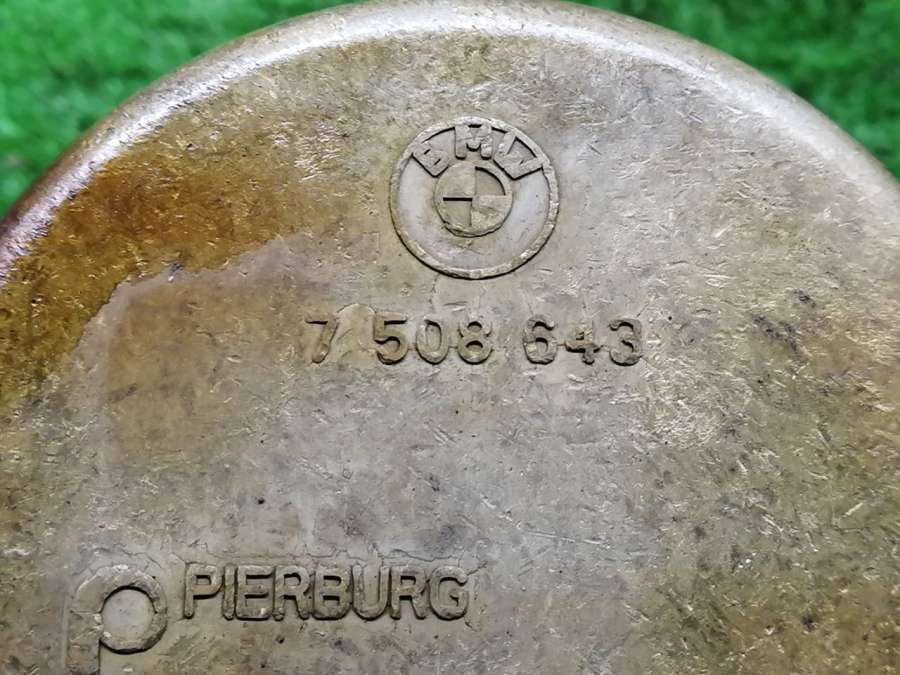 BMW
7 508 643
PIERBURG